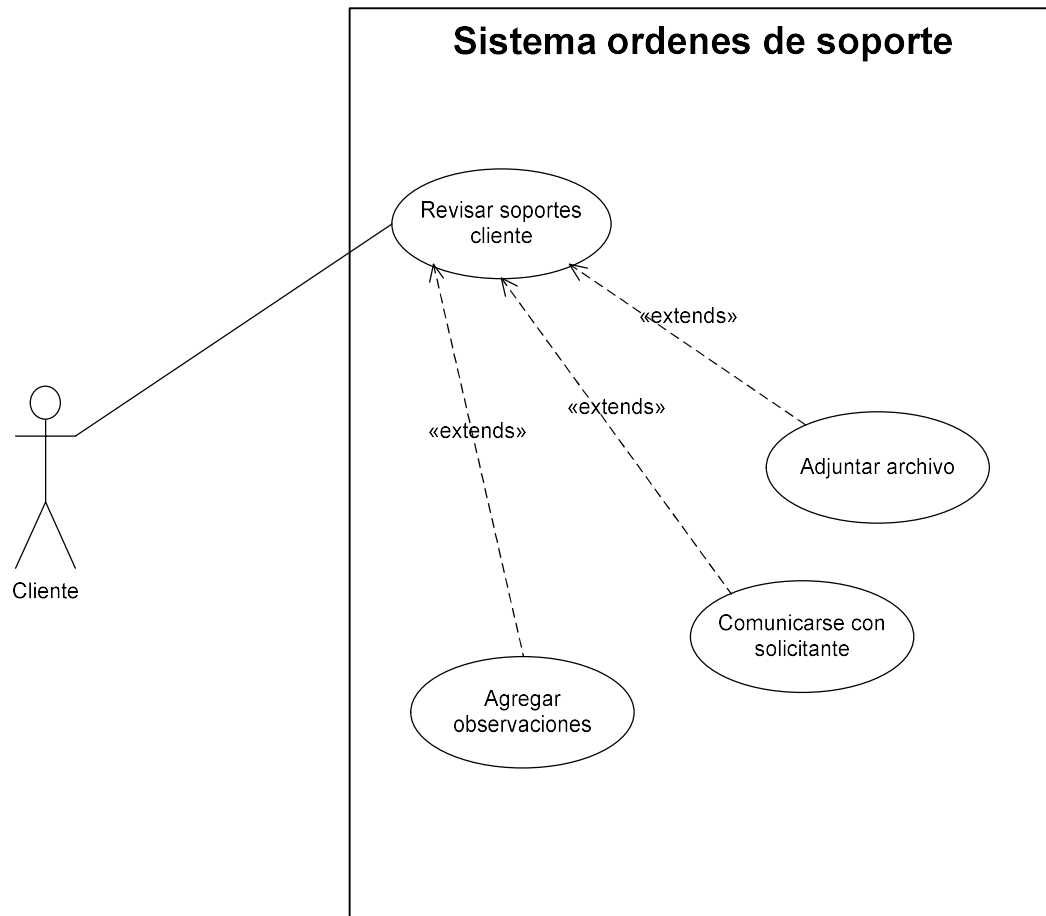 Sistema ordenes de soporte
Revisar soportes
cliente
«extends»
«extends»
«extends»
Adjuntar archivo
Cliente
Comunicarse con
solicitante
Agregar
observaciones